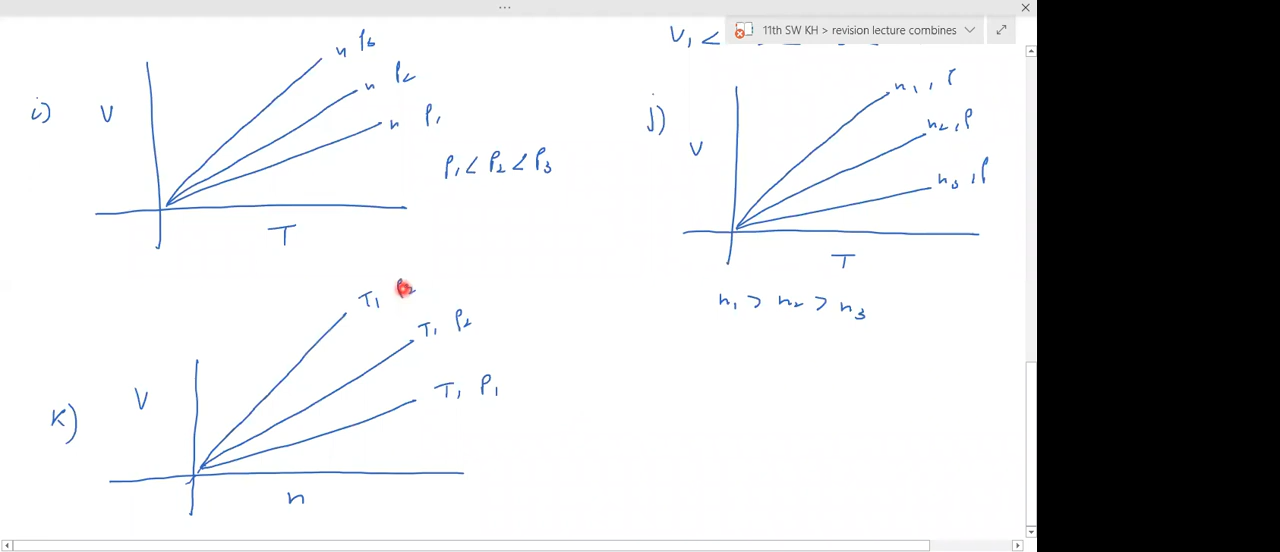 11th SW KH > revision lecture combines
V₁ <
i)
V
n P₃
n P₂
n P₁
P₁ < P₂ < P₃
T
j)
V
n₁, P
n₂, P
n₃, P
T
n₁ > n₂ > n₃
K)
V
T₁
T₁ P₂
T₁ P₁
n